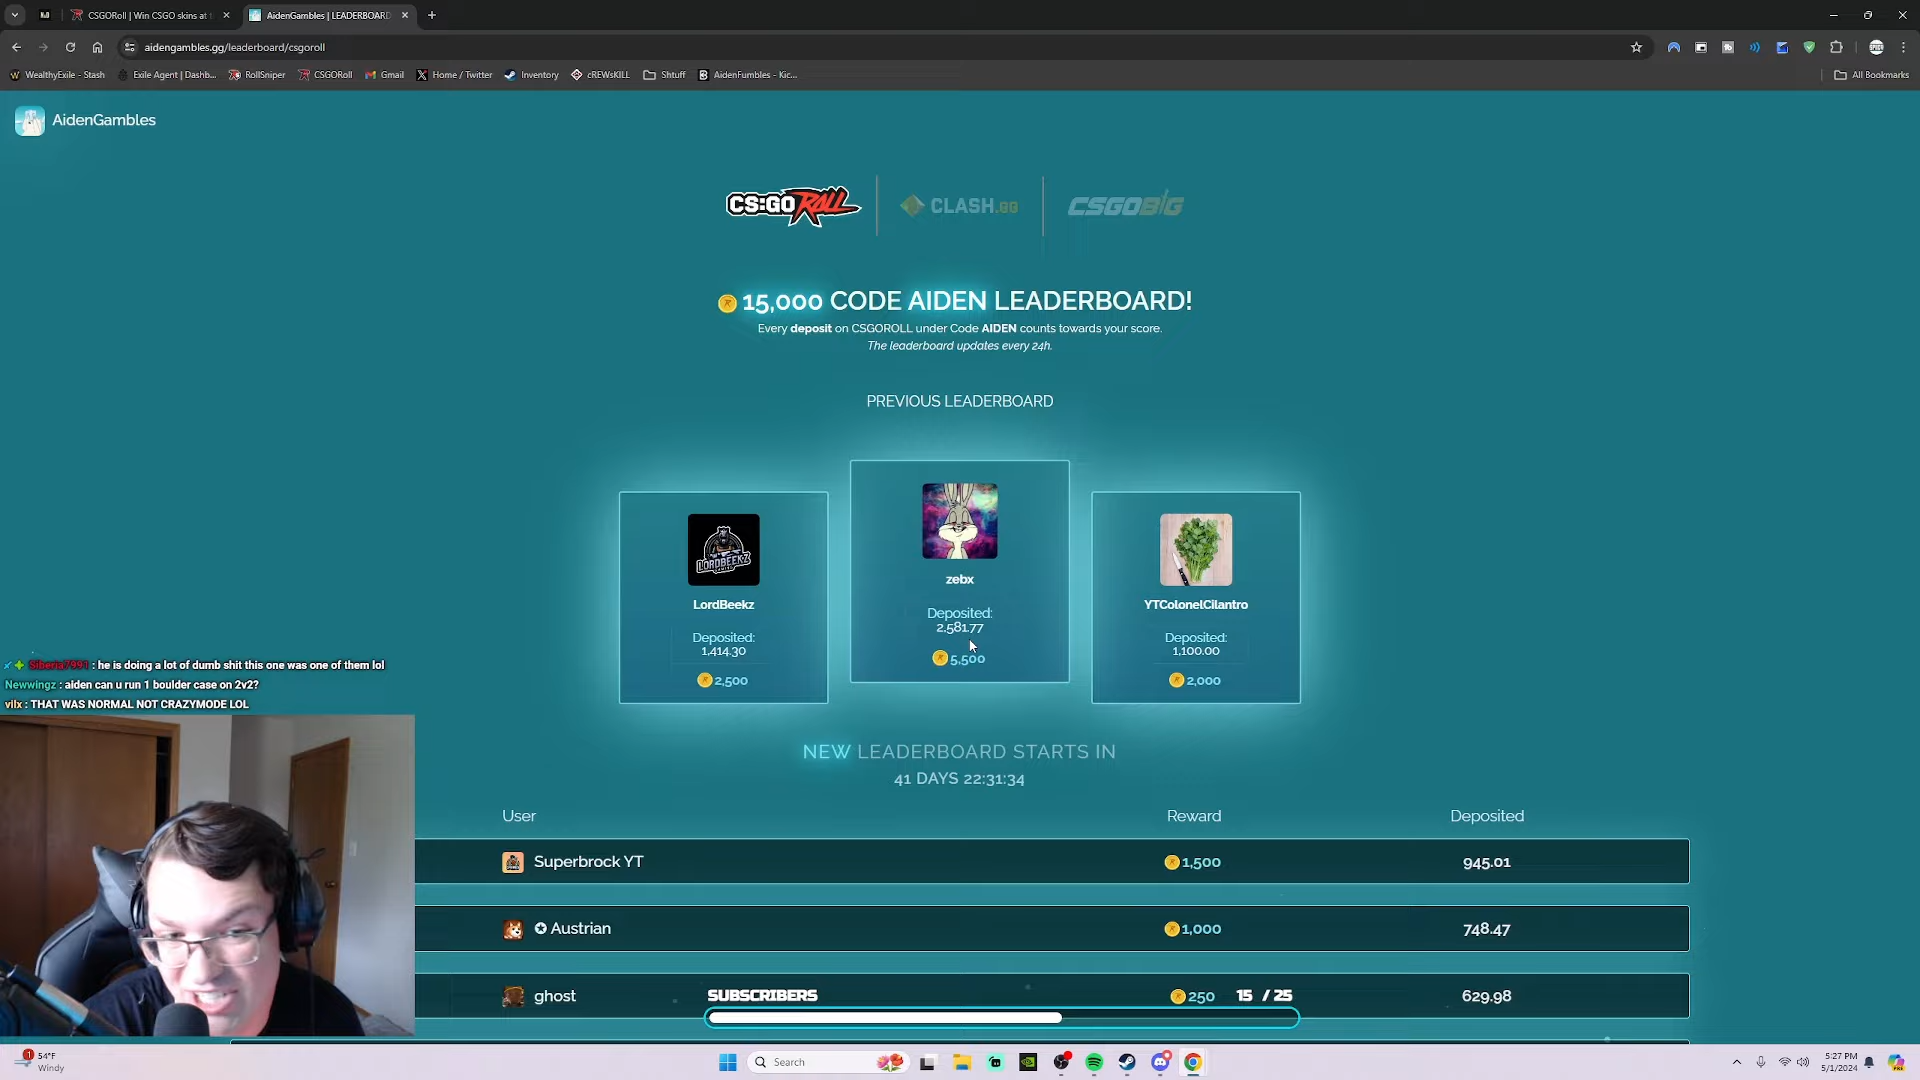 CSGORoll | Win CSGO skins at
AidenGambles | LEADERBOARD
aidengambles.gg/leaderboard/csgoroll
WealthyExile - Stash
Exile Agent | Dashb...
RollSniper
CSGORoll
Gmail
Home / Twitter
Inventory
cREWsKILL
Shtuff
AidenFumbles - Kic...
All Bookmarks
AidenGambles
CS:GO ROLL
CLASH.GG
CSGOBIG
15,000 CODE AIDEN LEADERBOARD!
Every deposit on CSGOROLL under Code AIDEN counts towards your score.
The leaderboard updates every 24h.
PREVIOUS LEADERBOARD
LORDBEEKZ
LordBeekz
Deposited:
1,414.30
2,500
zebx
Deposited:
2,581.77
5,500
YTColonelCilantro
Deposited:
1,100.00
2,000
NEW LEADERBOARD STARTS IN
41 DAYS 22:31:34
User Reward Deposited
Superbrock YT 1,500 945.01
Austrian 1,000 748.47
ghost 250 629.98
SUBSCRIBERS 15 / 25
Siberia7991 : he is doing a lot of dumb shit this one was one of them lol
Newwingz : aiden can u run 1 boulder case on 2v2?
vilx : THAT WAS NORMAL NOT CRAZYMODE LOL
1
54°F
Windy
Search
5:27 PM
5/1/2024